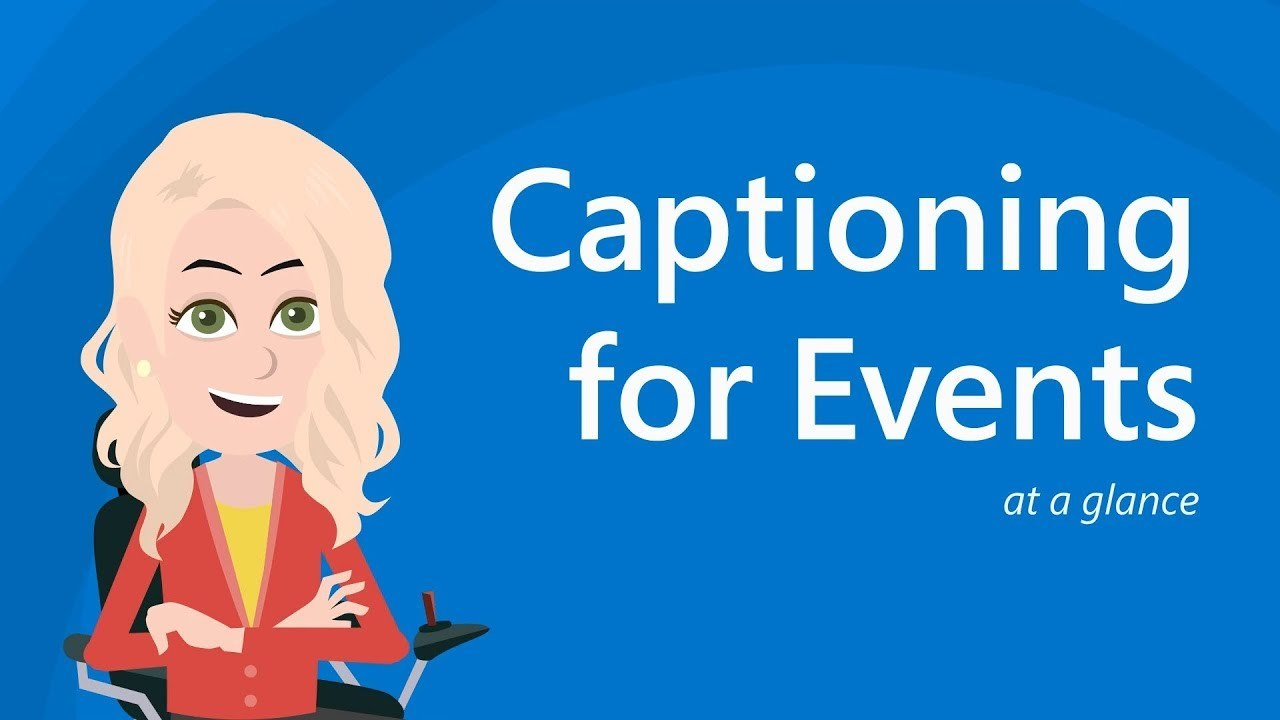 Captioning
for Events
at a glance